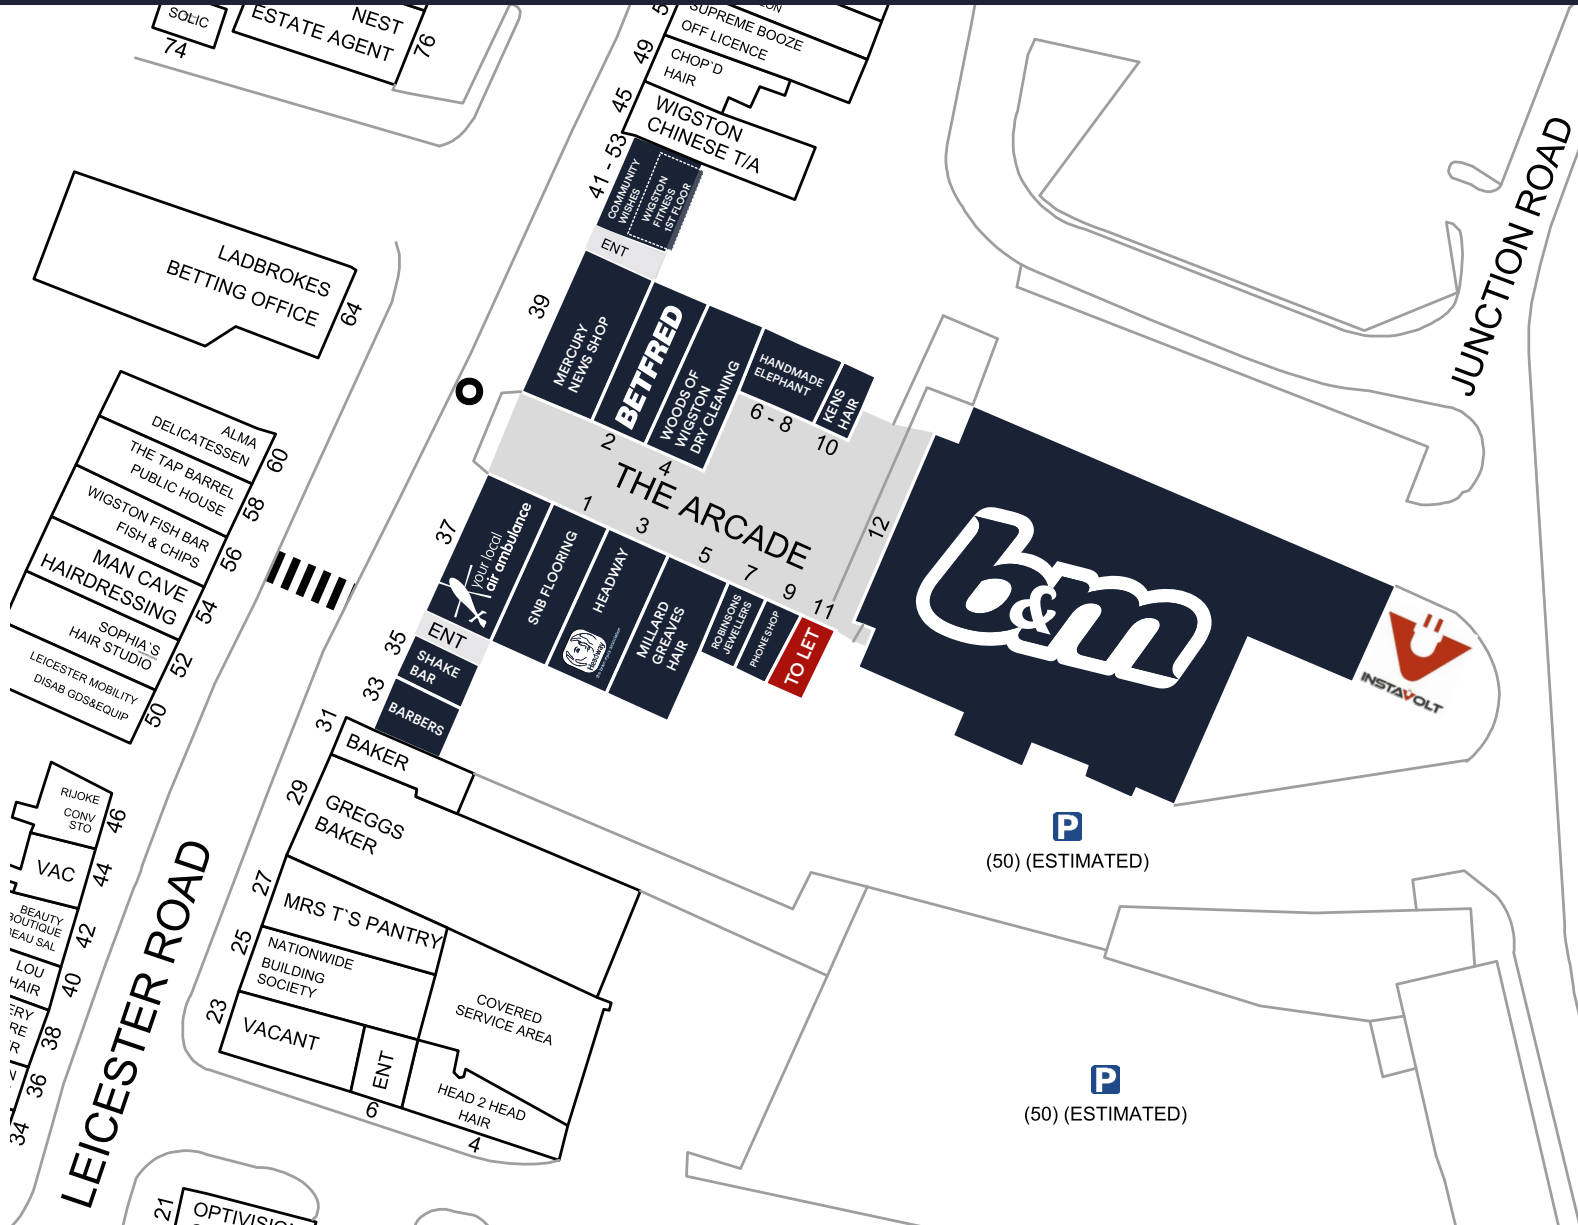 SOLIC
74
NEST
ESTATE AGENT
76
SUPREME BOOZE
OFF LICENCE
49
CHOP`D
HAIR
45
WIGSTON
CHINESE T/A
41 - 53
COMMUNITY
WISHES
WIGSTON
FITNESS
1ST FLOOR
ENT
39
MERCURY
NEWS SHOP
BETFRED
WOODS OF
WIGSTON
DRY CLEANING
HANDMADE
ELEPHANT
KENS
HAIR
2
4
6 - 8
10
THE ARCADE
12
1
3
5
7
9
11
37
your local
air ambulance
SNB FLOORING
HEADWAY
Headway
MILLARD
GREAVES
HAIR
ROBINSONS
JEWELLERS
PHONE SHOP
TO LET
b&m
INSTAVOLT
JUNCTION ROAD
35
ENT
SHAKE
BAR
33
BARBERS
31
BAKER
29
GREGGS
BAKER
27
MRS T`S PANTRY
25
NATIONWIDE
BUILDING
SOCIETY
23
VACANT
ENT
6
COVERED
SERVICE AREA
HEAD 2 HEAD
HAIR
4
LADBROKES
BETTING OFFICE
64
ALMA
DELICATESSEN
60
THE TAP BARREL
PUBLIC HOUSE
58
WIGSTON FISH BAR
FISH & CHIPS
56
MAN CAVE
HAIRDRESSING
54
SOPHIA`S
HAIR STUDIO
52
LEICESTER MOBILITY
DISAB GDS&EQUIP
50
RIJOKE
CONV
STO
46
VAC
44
BEAUTY
BOUTIQUE
BEAU SAL
42
LOU
HAIR
40
38
36
34
LEICESTER ROAD
21
OPTIVISION
P
(50) (ESTIMATED)
P
(50) (ESTIMATED)